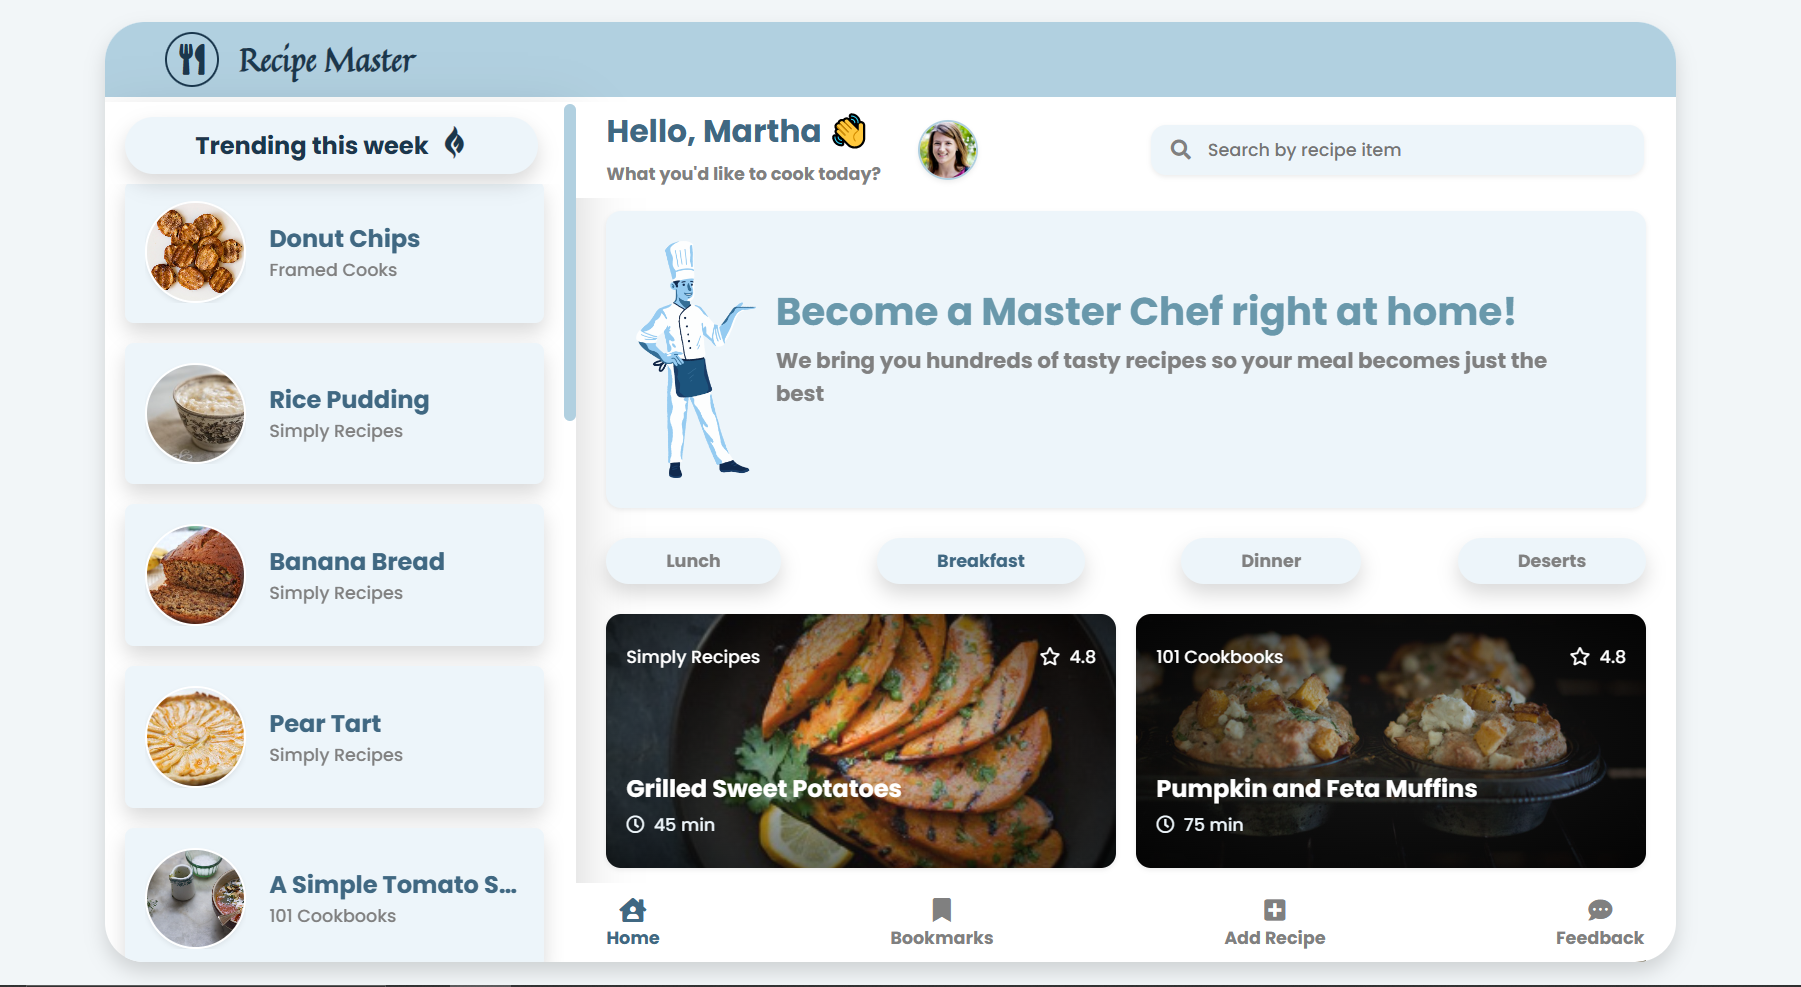 Recipe Master
Trending this week
Donut Chips
Framed Cooks
Rice Pudding
Simply Recipes
Banana Bread
Simply Recipes
Pear Tart
Simply Recipes
A Simple Tomato S...
101 Cookbooks
Hello, Martha 👋
What you'd like to cook today?
Search by recipe item
Become a Master Chef right at home!
We bring you hundreds of tasty recipes so your meal becomes just the
best
Lunch
Breakfast
Dinner
Deserts
Simply Recipes
4.8
Grilled Sweet Potatoes
45 min
101 Cookbooks
4.8
Pumpkin and Feta Muffins
75 min
Home
Bookmarks
Add Recipe
Feedback